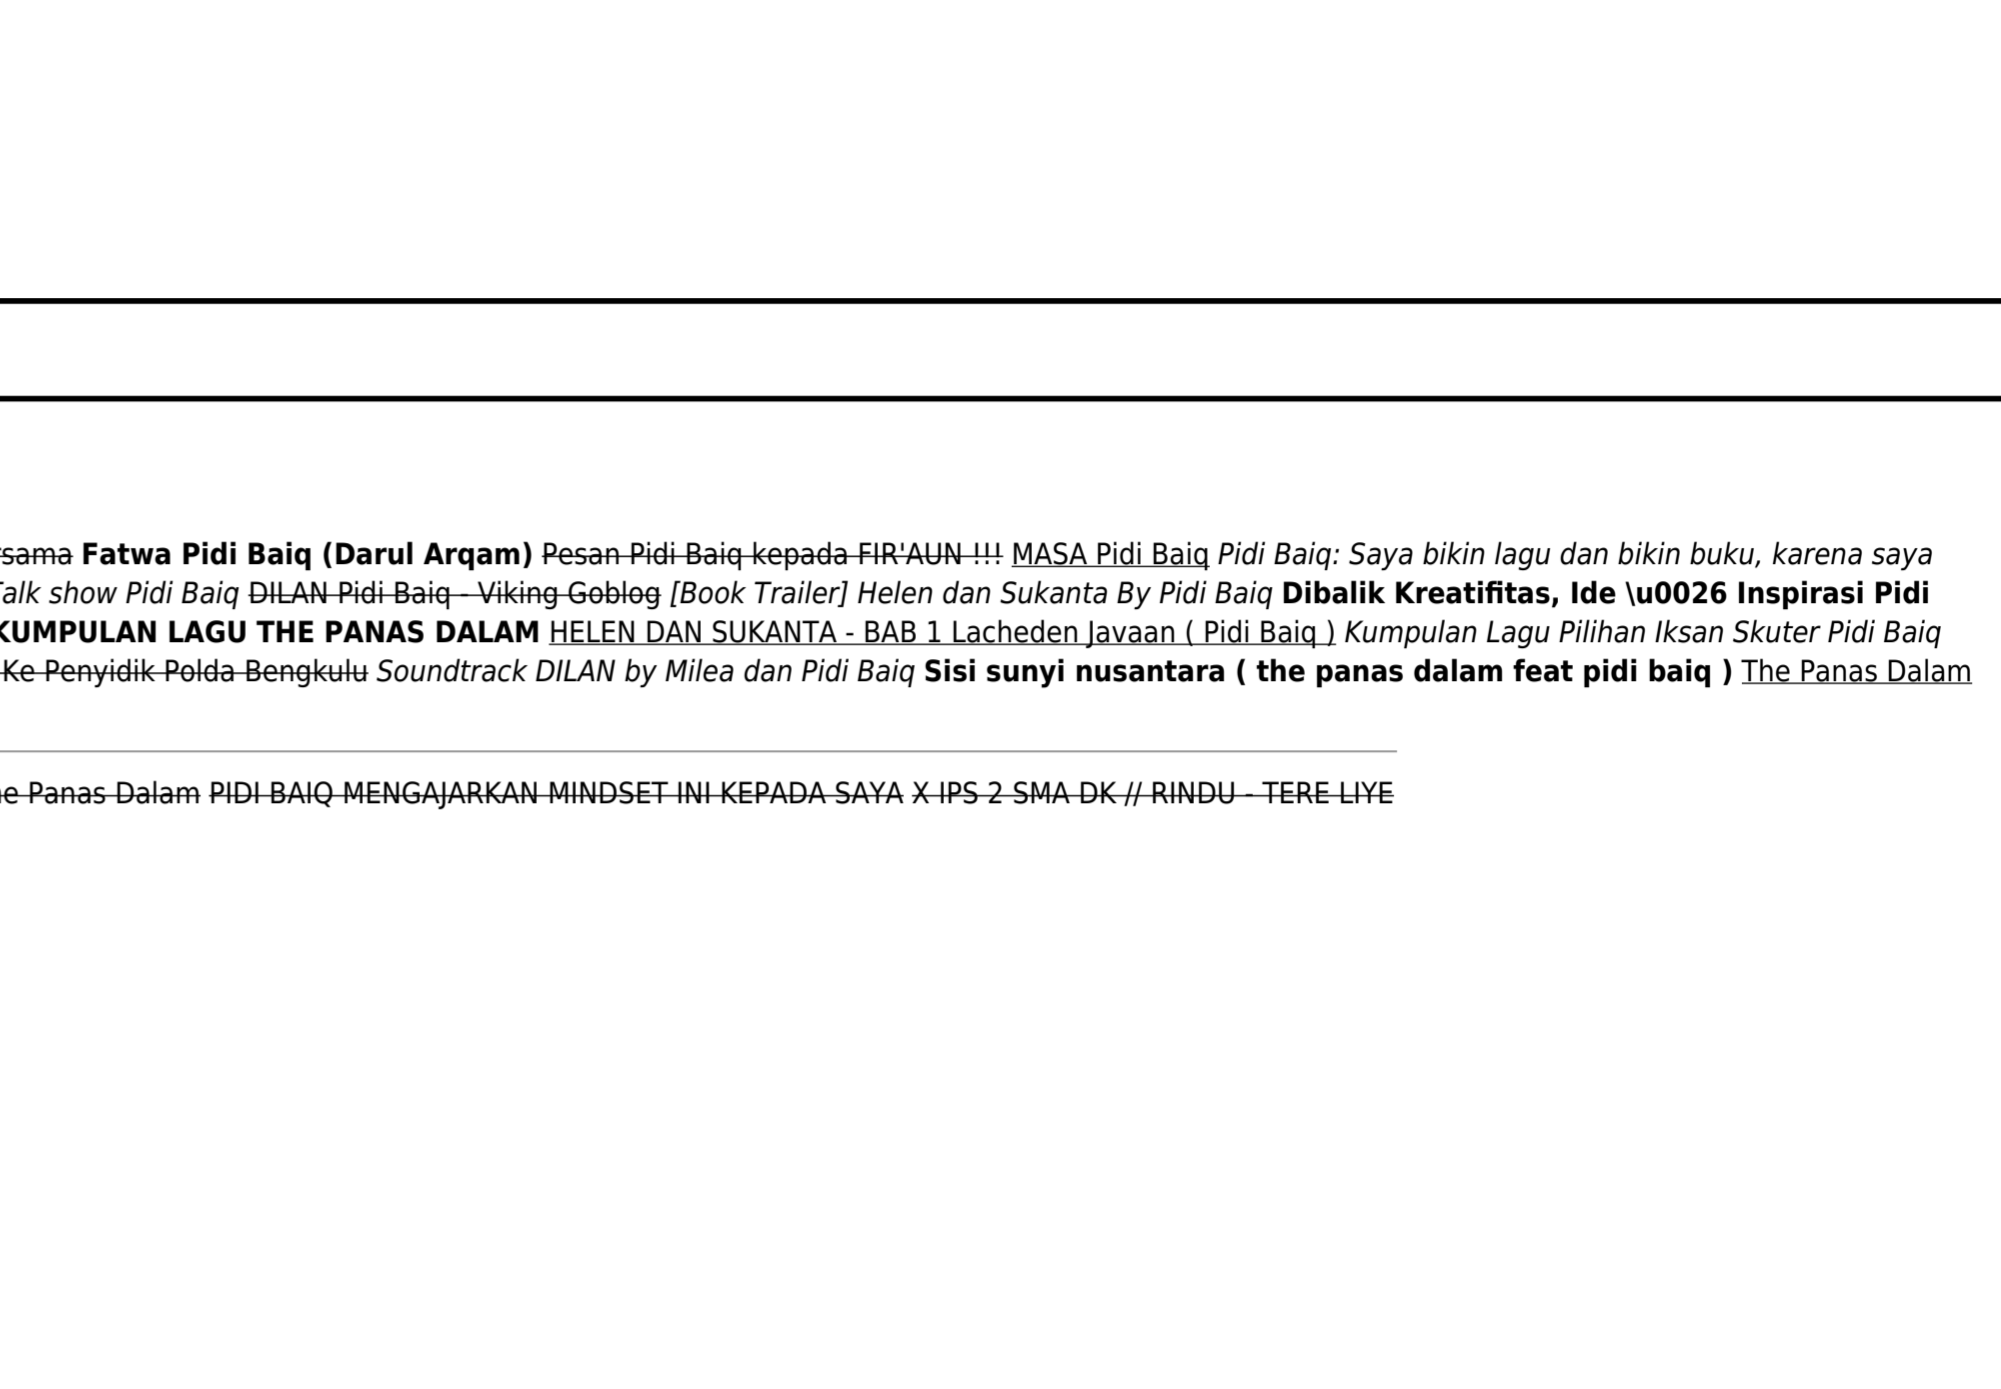 Fatwa Pidi Baiq (Darul Arqam) Pesan Pidi Baiq kepada FIR'AUN !!! MASA Pidi Baiq Pidi Baiq: Saya bikin lagu dan bikin buku, karena saya
show Pidi Baiq DILAN Pidi Baiq - Viking Goblog [Book Trailer] Helen dan Sukanta By Pidi Baiq Dibalik Kreatifitas, Ide \u0026 Inspirasi Pidi
KUMPULAN LAGU THE PANAS DALAM HELEN DAN SUKANTA - BAB 1 Lacheden Javaan ( Pidi Baiq ) Kumpulan Lagu Pilihan Iksan Skuter Pidi Baiq
Ke Penyidik Polda Bengkulu Soundtrack DILAN by Milea dan Pidi Baiq Sisi sunyi nusantara ( the panas dalam feat pidi baiq ) The Panas Dalam
Panas Dalam PIDI BAIQ MENGAJARKAN MINDSET INI KEPADA SAYA X IPS 2 SMA DK // RINDU - TERE LIYE